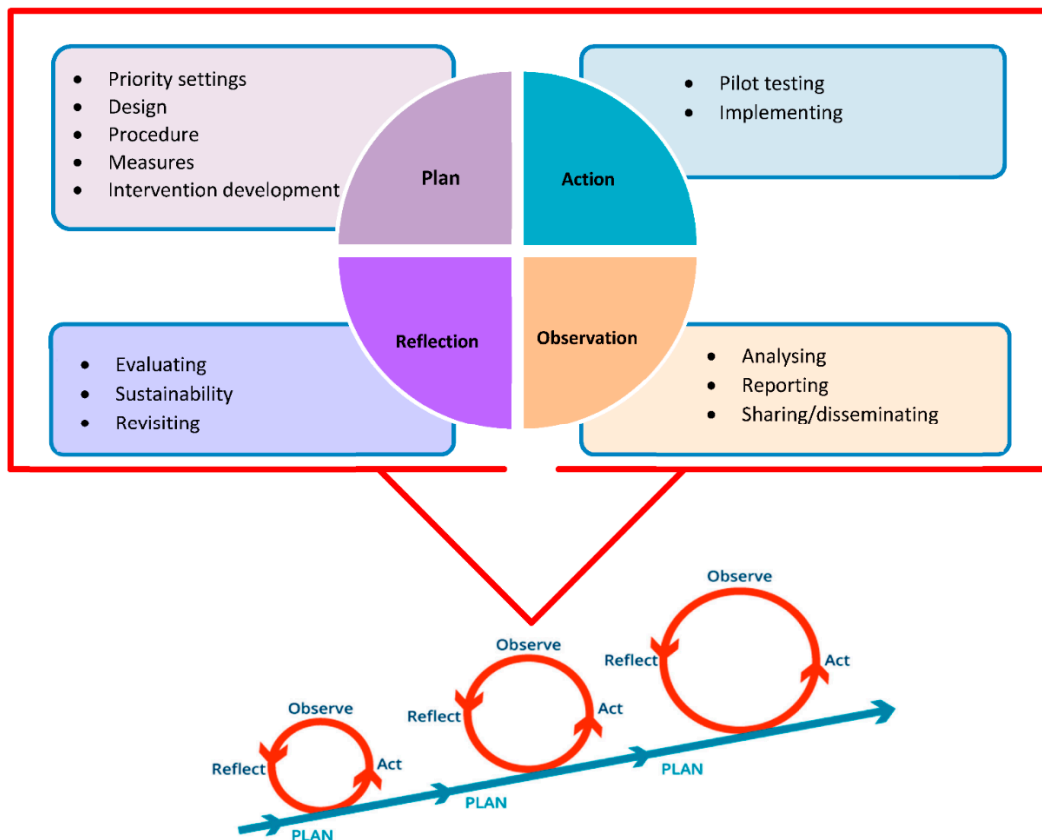 Priority settings
Design
Procedure
Measures
Intervention development
Pilot testing
Implementing
Plan
Action
Reflection
Observation
Evaluating
Sustainability
Revisiting
Analysing
Reporting
Sharing/disseminating
Observe
Reflect
Act
PLAN
Observe
Reflect
Act
PLAN
Observe
Reflect
Act
PLAN